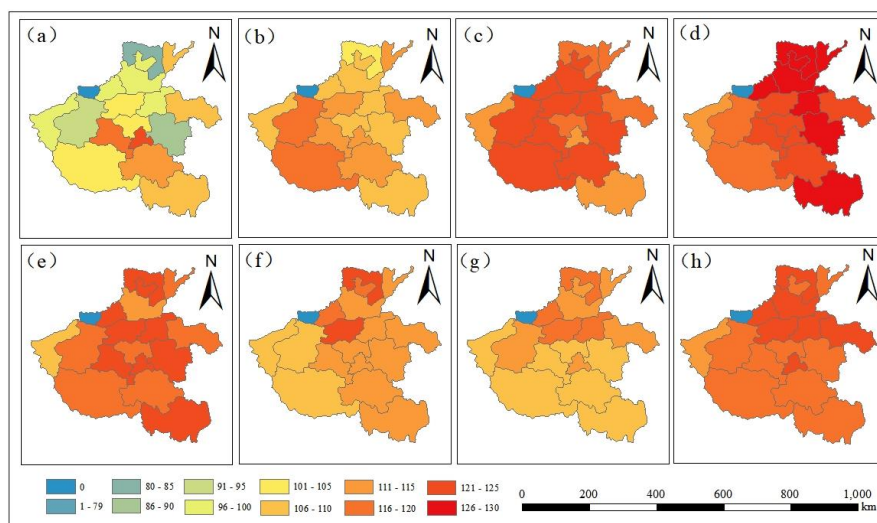 (a) N (b) N (c) N (d) N
(e) N (f) N (g) N (h) N
0 80 - 85 91 - 95 101 - 105 111 - 115 121 - 125
1 - 79 86 - 90 96 - 100 106 - 110 116 - 120 126 - 130
0 200 400 600 800 1,000
km